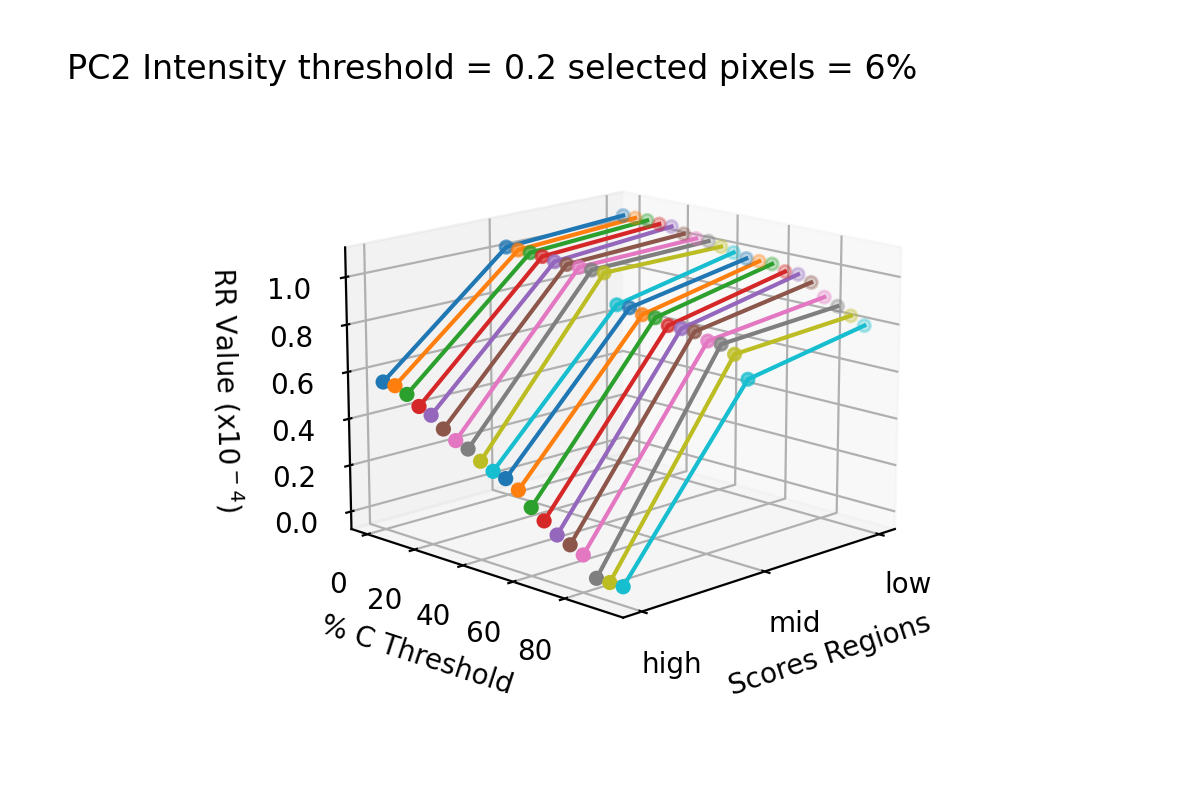 PC2 Intensity threshold = 0.2 selected pixels = 6%
RR Value (x10⁻⁴)
1.0
0.8
0.6
0.4
0.2
0.0
0
20
40
60
80
% C Threshold
high
mid
low
Scores Regions